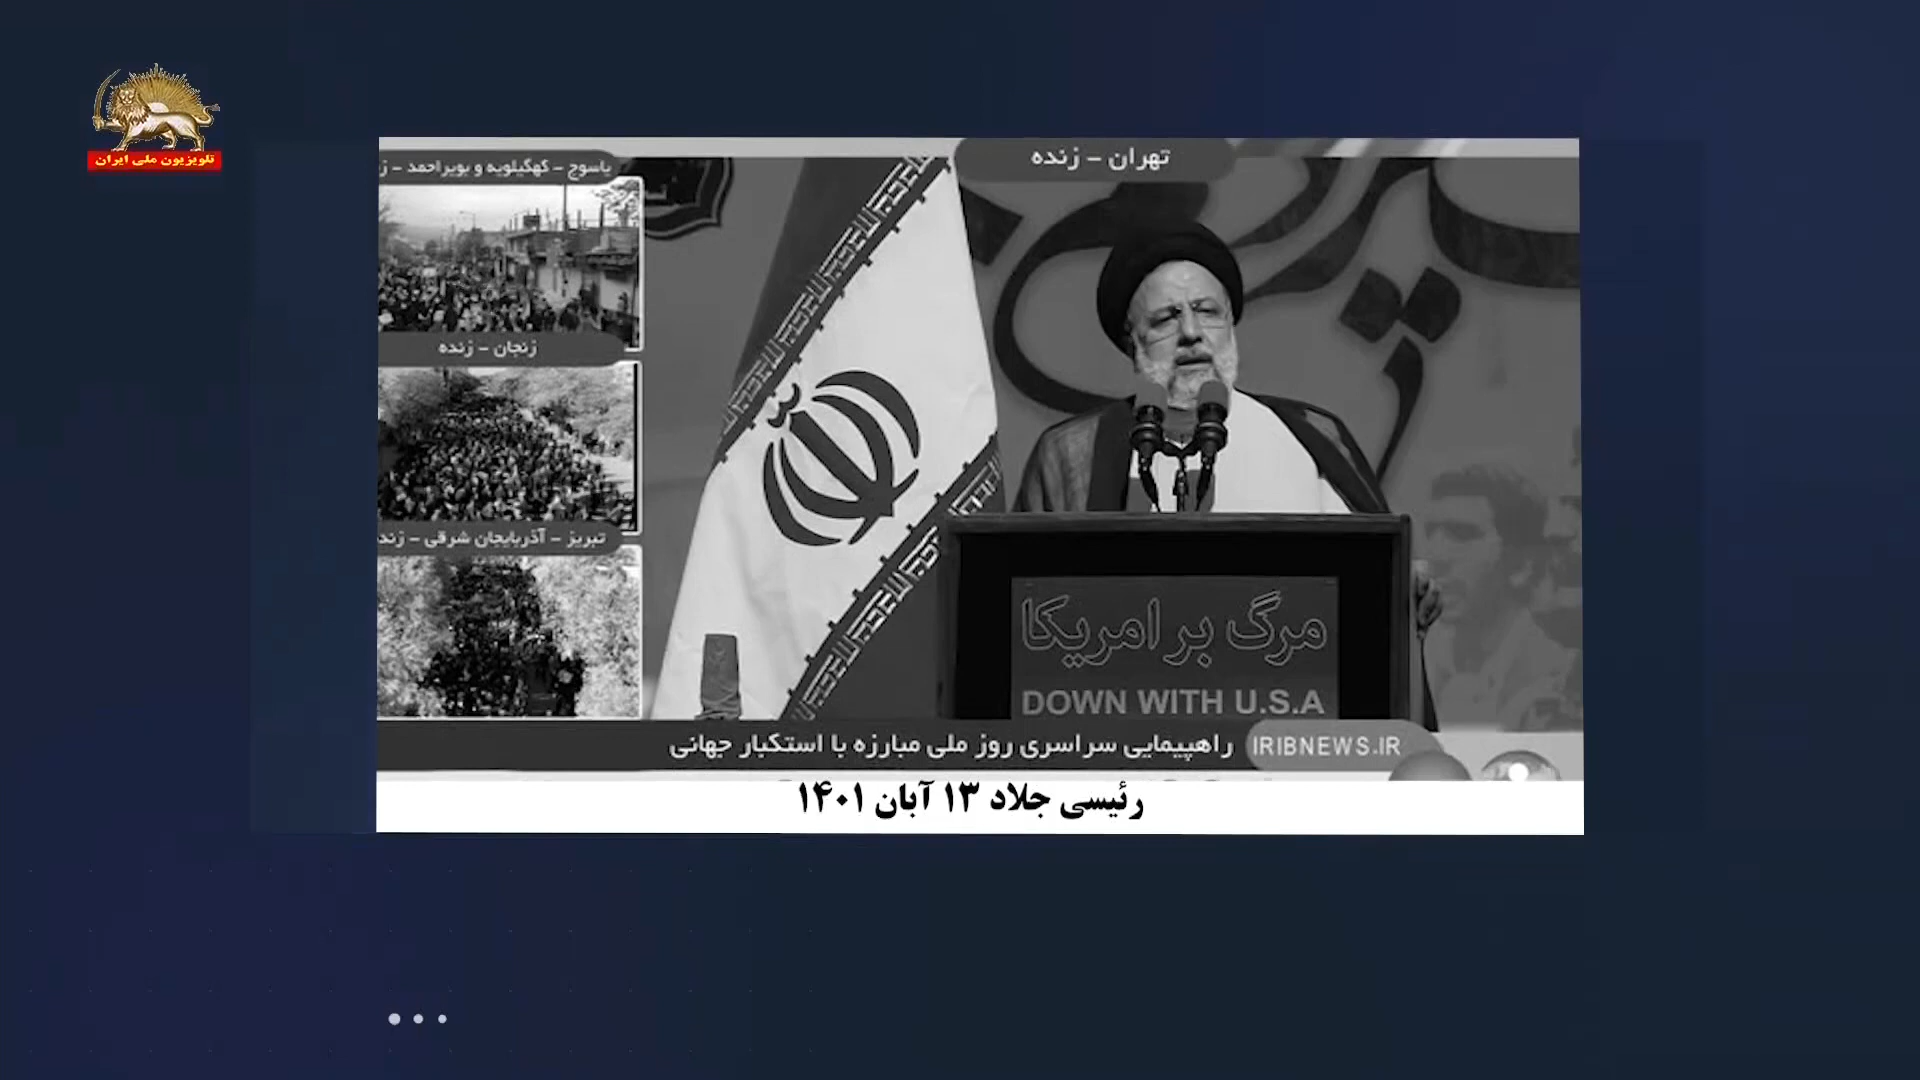 تلویزیون ملی ایران
تهران - زنده
یاسوج - کهگیلویه و بویراحمد - ز
زنجان - زنده
تبریز - آذربایجان شرقی - زند
مرگ بر امریکا
DOWN WITH U.S.A
راهپیمایی سراسری روز ملی مبارزه با استکبار جهانی
IRIBNEWS.IR
رئیسی جلاد ۱۳ آبان ۱۴۰۱